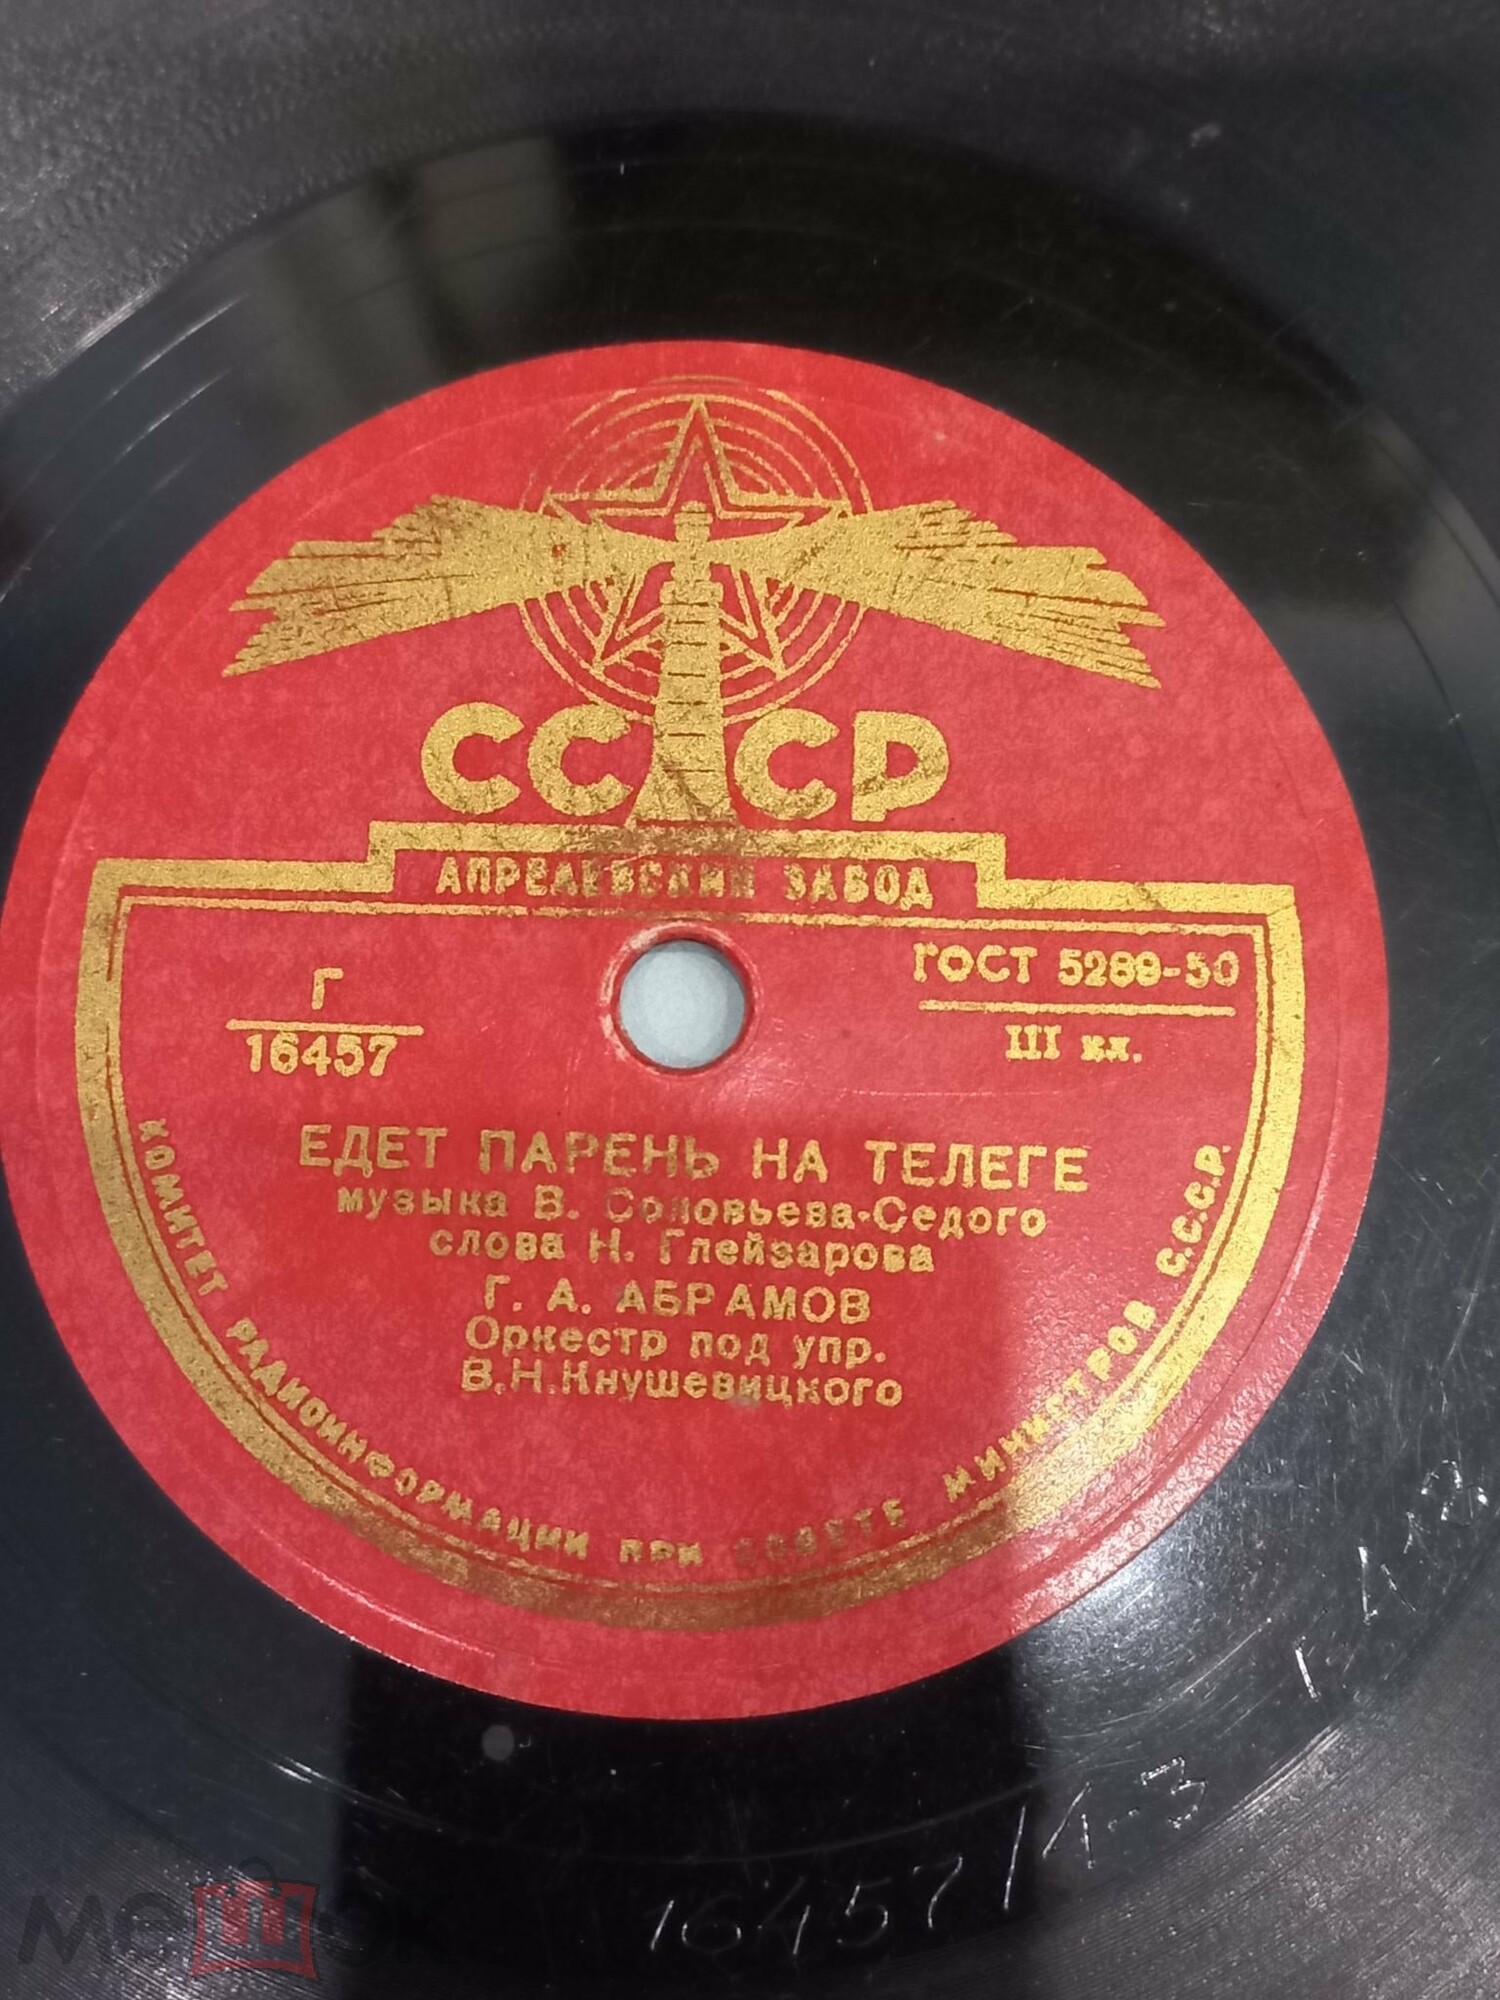 СССР
АПРЕЛЕВСКИЙ ЗАВОД
Г
16457
ГОСТ 5289-50
III кл.
ЕДЕТ ПАРЕНЬ НА ТЕЛЕГЕ
музыка В. Соловьева-Седого
слова Н. Глейзарова
Г. А. АБРАМОВ
Оркестр под упр.
В.Н.Кнушевицкого
КОМИТЕТ РАДИОИНФОРМАЦИИ ПРИ СОВЕТЕ МИНИСТРОВ С.С.С.Р.
16457/1-3
мешок